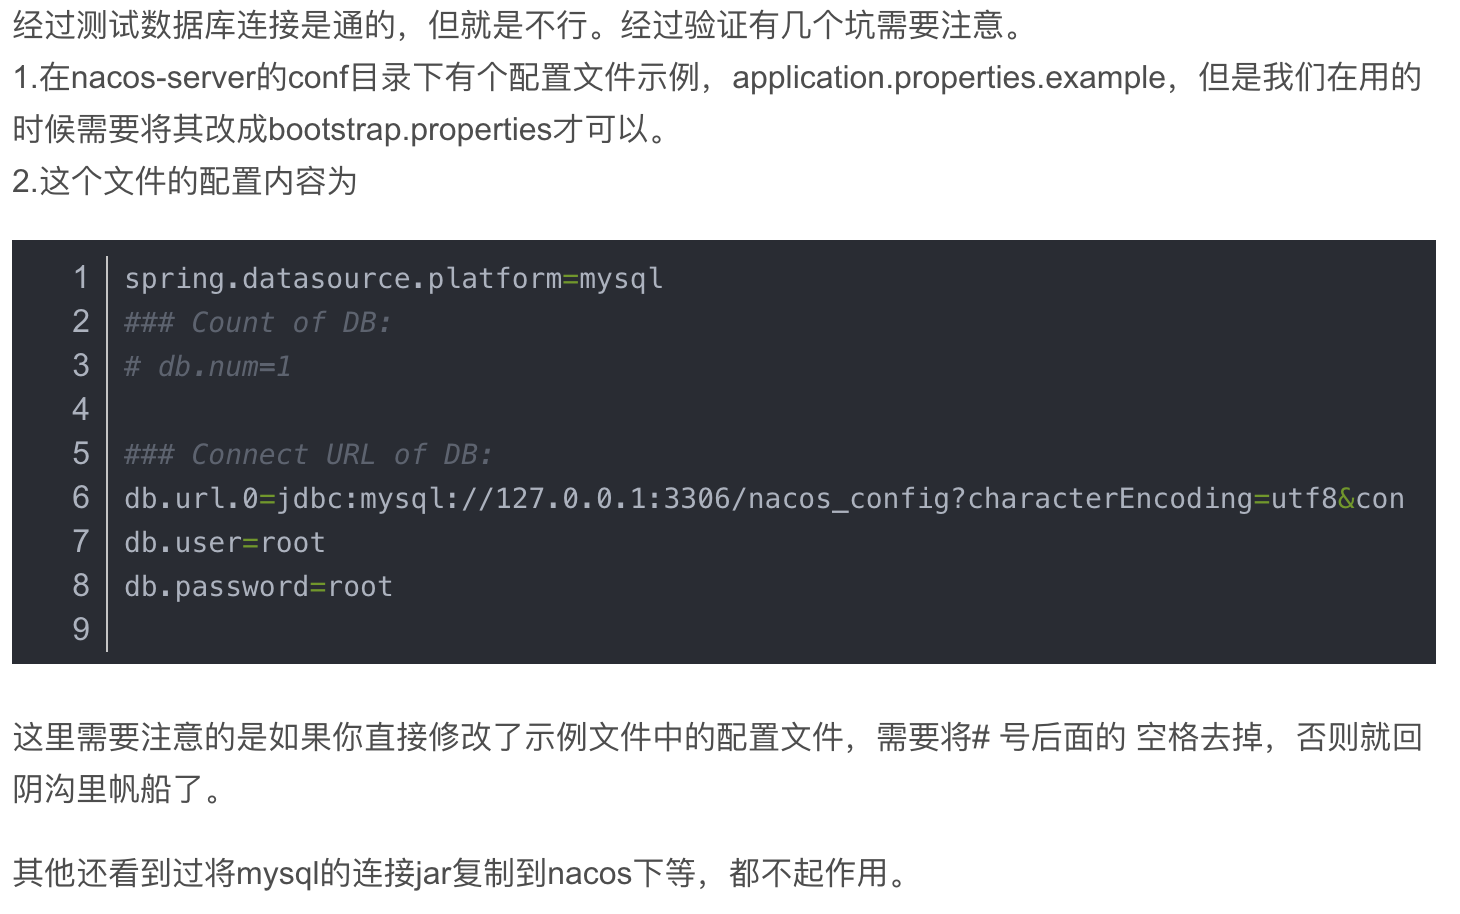 经过测试数据库连接是通的，但就是不行。经过验证有几个坑需要注意。
1.在nacos-server的conf目录下有个配置文件示例，application.properties.example，但是我们在用的
时候需要将其改成bootstrap.properties才可以。
2.这个文件的配置内容为
1 spring.datasource.platform=mysql
2 ### Count of DB:
3 # db.num=1
4
5 ### Connect URL of DB:
6 db.url.0=jdbc:mysql://127.0.0.1:3306/nacos_config?characterEncoding=utf8&con
7 db.user=root
8 db.password=root
9
这里需要注意的是如果你直接修改了示例文件中的配置文件，需要将# 号后面的 空格去掉，否则就回
阴沟里帆船了。
其他还看到过将mysql的连接jar复制到nacos下等，都不起作用。